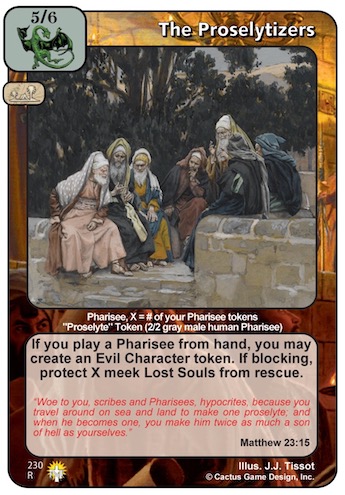 5/6
The Proselytizers
Pharisee, X = # of your Pharisee tokens
"Proselyte" Token (2/2 gray male human Pharisee)
If you play a Pharisee from hand, you may
create an Evil Character token. If blocking,
protect X meek Lost Souls from rescue.
"Woe to you, scribes and Pharisees, hypocrites, because you
travel around on sea and land to make one proselyte; and
when he becomes one, you make him twice as much a son
of hell as yourselves."
Matthew 23:15
230
R
Illus. J.J. Tissot
© Cactus Game Design, Inc.